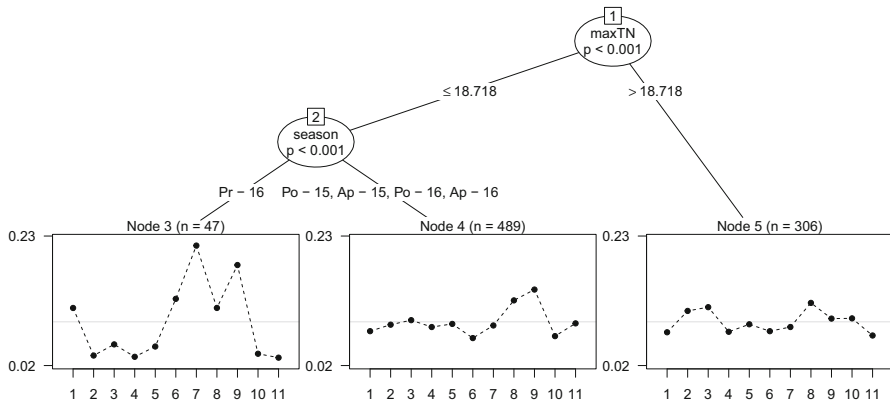 1
maxTN
p < 0.001
≤ 18.718
> 18.718
2
season
p < 0.001
Pr − 16
Po − 15, Ap − 15, Po − 16, Ap − 16
Node 3 (n = 47)
0.23
0.02
1 2 3 4 5 6 7 8 9 10 11
Node 4 (n = 489)
0.23
0.02
1 2 3 4 5 6 7 8 9 10 11
Node 5 (n = 306)
0.23
0.02
1 2 3 4 5 6 7 8 9 10 11